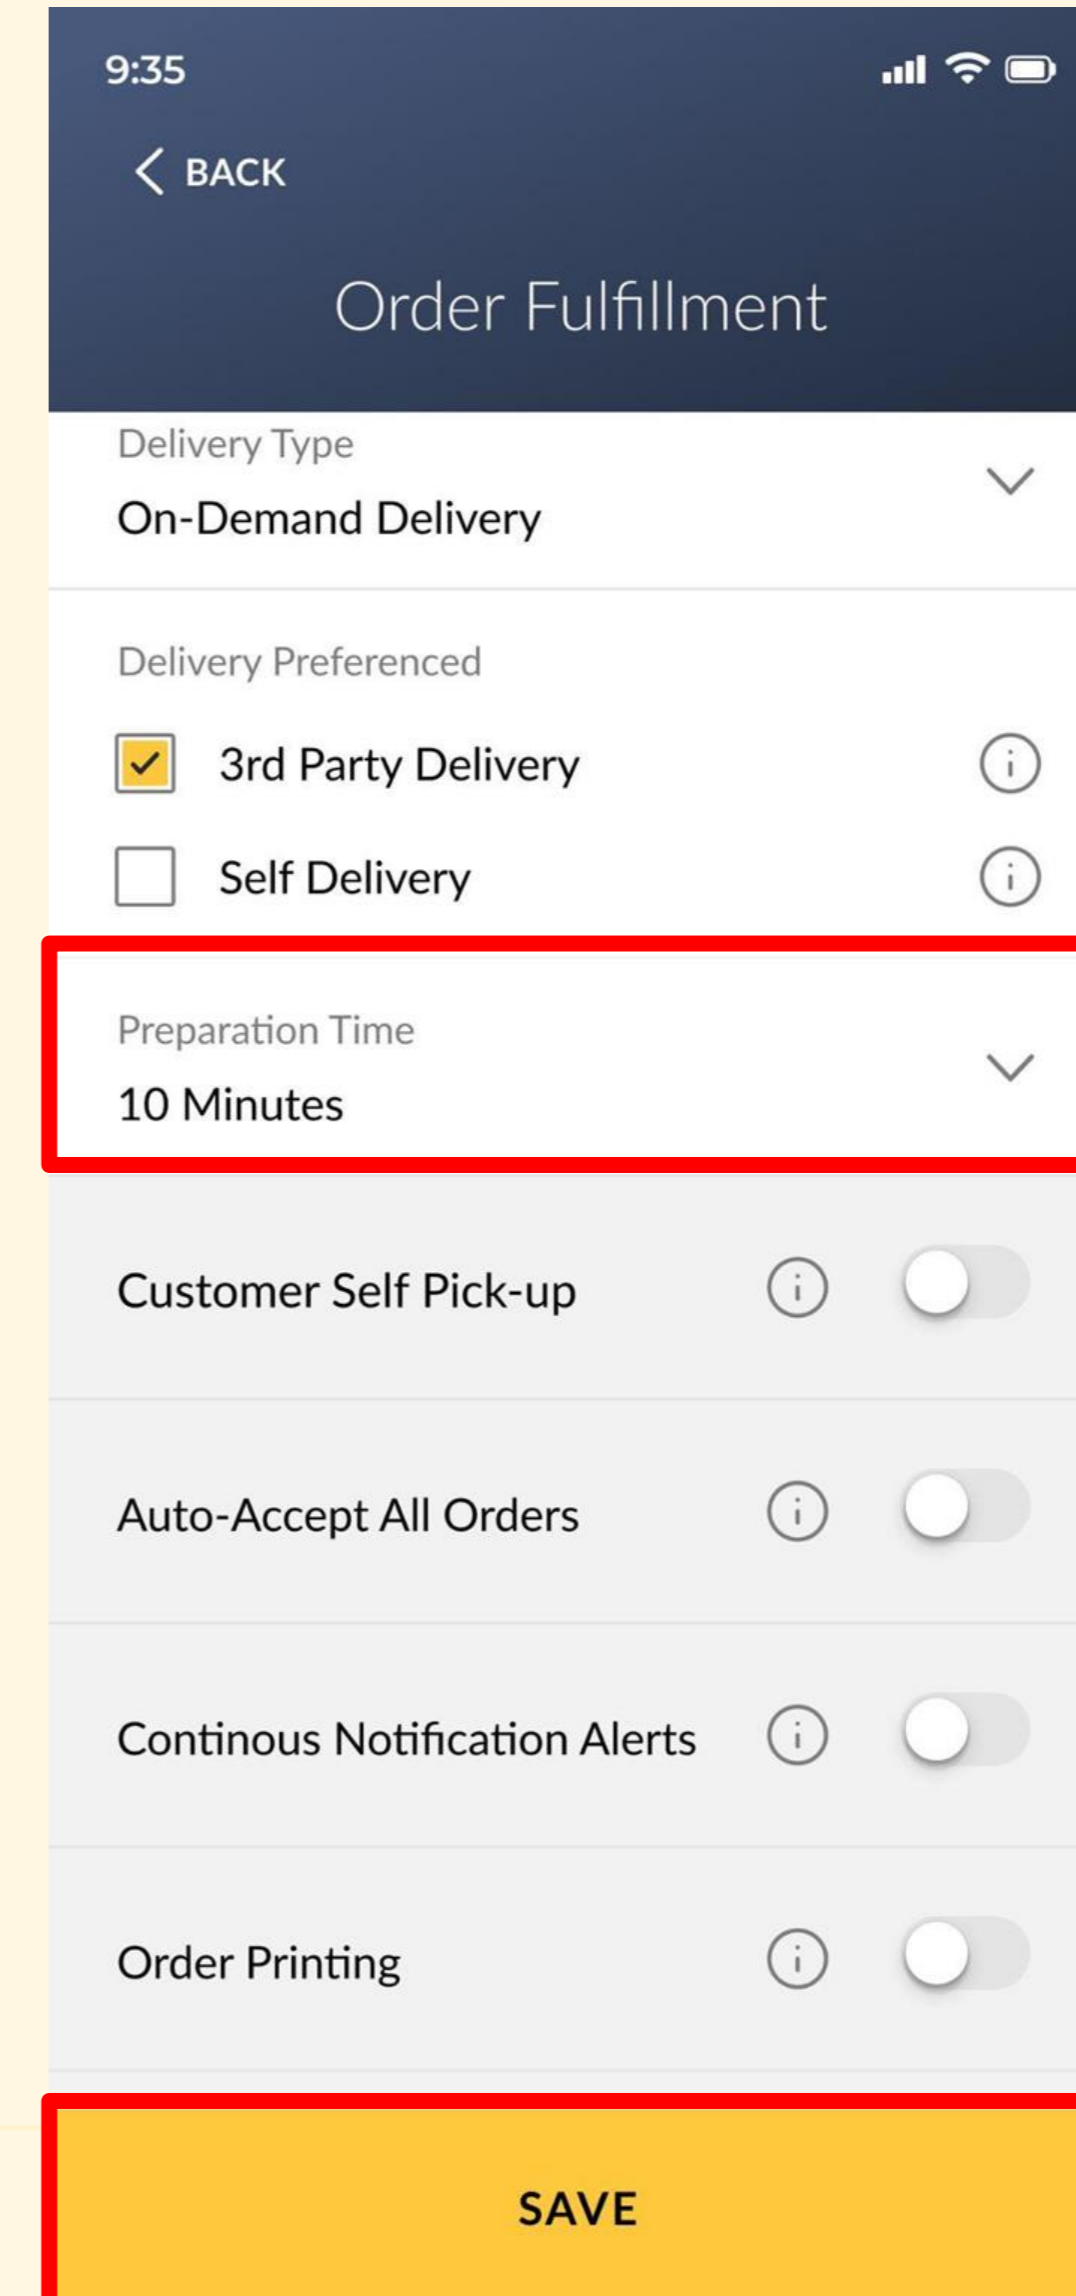 9:35
BACK
Order Fulfillment
Delivery Type
On-Demand Delivery
Delivery Preferenced
3rd Party Delivery
Self Delivery
Preparation Time
10 Minutes
Customer Self Pick-up
Auto-Accept All Orders
Continous Notification Alerts
Order Printing
SAVE